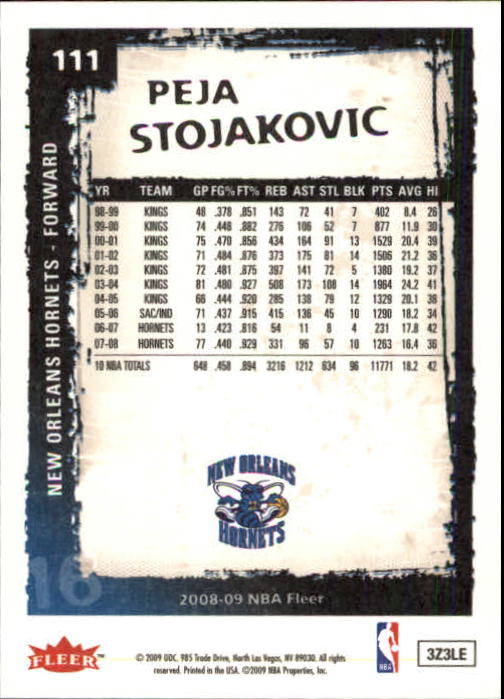 111
PEJA
STOJAKOVIC
NEW ORLEANS HORNETS - FORWARD
YR TEAM GP FG% FT% REB AST STL BLK PTS AVG HI
98-99 KINGS 48 .378 .851 143 72 41 7 402 8.4 26
99-00 KINGS 74 .448 .882 276 106 52 7 877 11.9 30
00-01 KINGS 75 .470 .856 434 164 91 13 1529 20.4 39
01-02 KINGS 71 .484 .876 373 175 81 14 1506 21.2 36
02-03 KINGS 72 .481 .875 397 141 72 5 1380 19.2 37
03-04 KINGS 81 .480 .927 508 173 108 14 1964 24.2 41
04-05 KINGS 66 .444 .920 285 138 79 12 1329 20.1 38
05-06 SAC/IND 71 .437 .915 415 136 45 10 1290 18.2 34
06-07 HORNETS 13 .423 .816 54 11 8 4 231 17.8 42
07-08 HORNETS 77 .440 .929 331 96 57 10 1263 16.4 36
10 NBA TOTALS 648 .458 .894 3216 1212 634 96 11771 18.2 42
NEW ORLEANS
HORNETS
16
2008-09 NBA Fleer
FLEER
© 2009 UDC. 985 Trade Drive, North Las Vegas, NV 89030. All rights
reserved. Printed in the USA. ©2009 NBA Properties, Inc.
NBA
3Z3LE